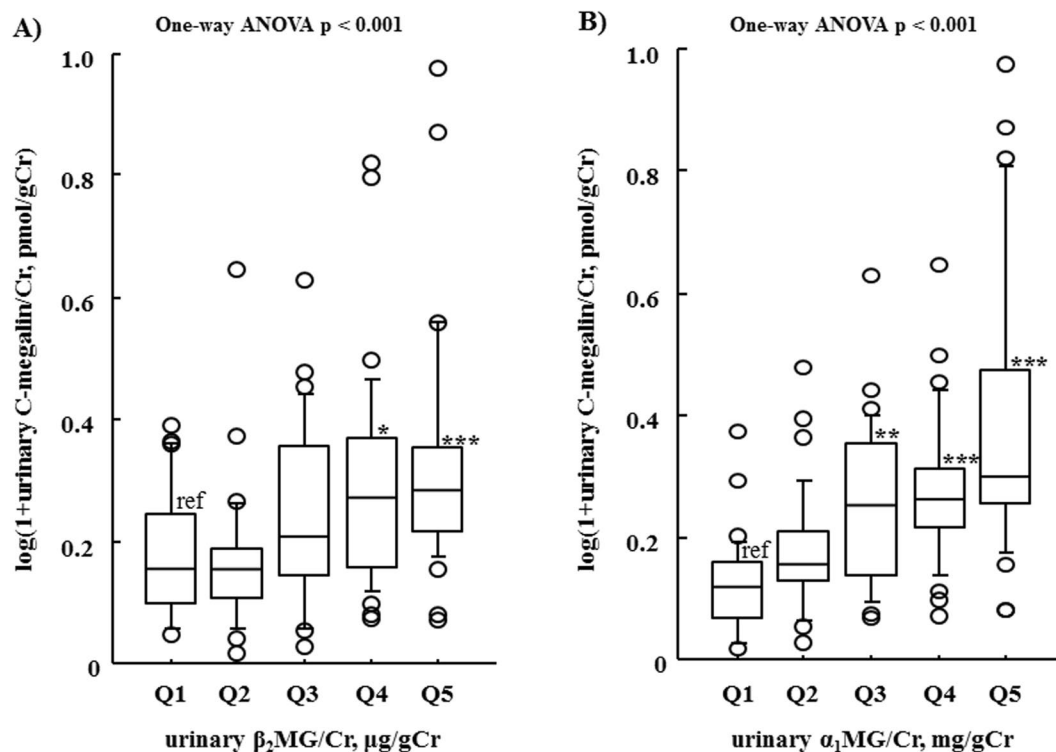 A)
One-way ANOVA p < 0.001
log(1+urinary C-megalin/Cr, pmol/gCr)
1.0
0.8
0.6
0.4
0.2
0
ref
*
***
Q1 Q2 Q3 Q4 Q5
urinary β₂MG/Cr, μg/gCr
B)
One-way ANOVA p < 0.001
log(1+urinary C-megalin/Cr, pmol/gCr)
1.0
0.8
0.6
0.4
0.2
0
ref
**
***
***
Q1 Q2 Q3 Q4 Q5
urinary α₁MG/Cr, mg/gCr